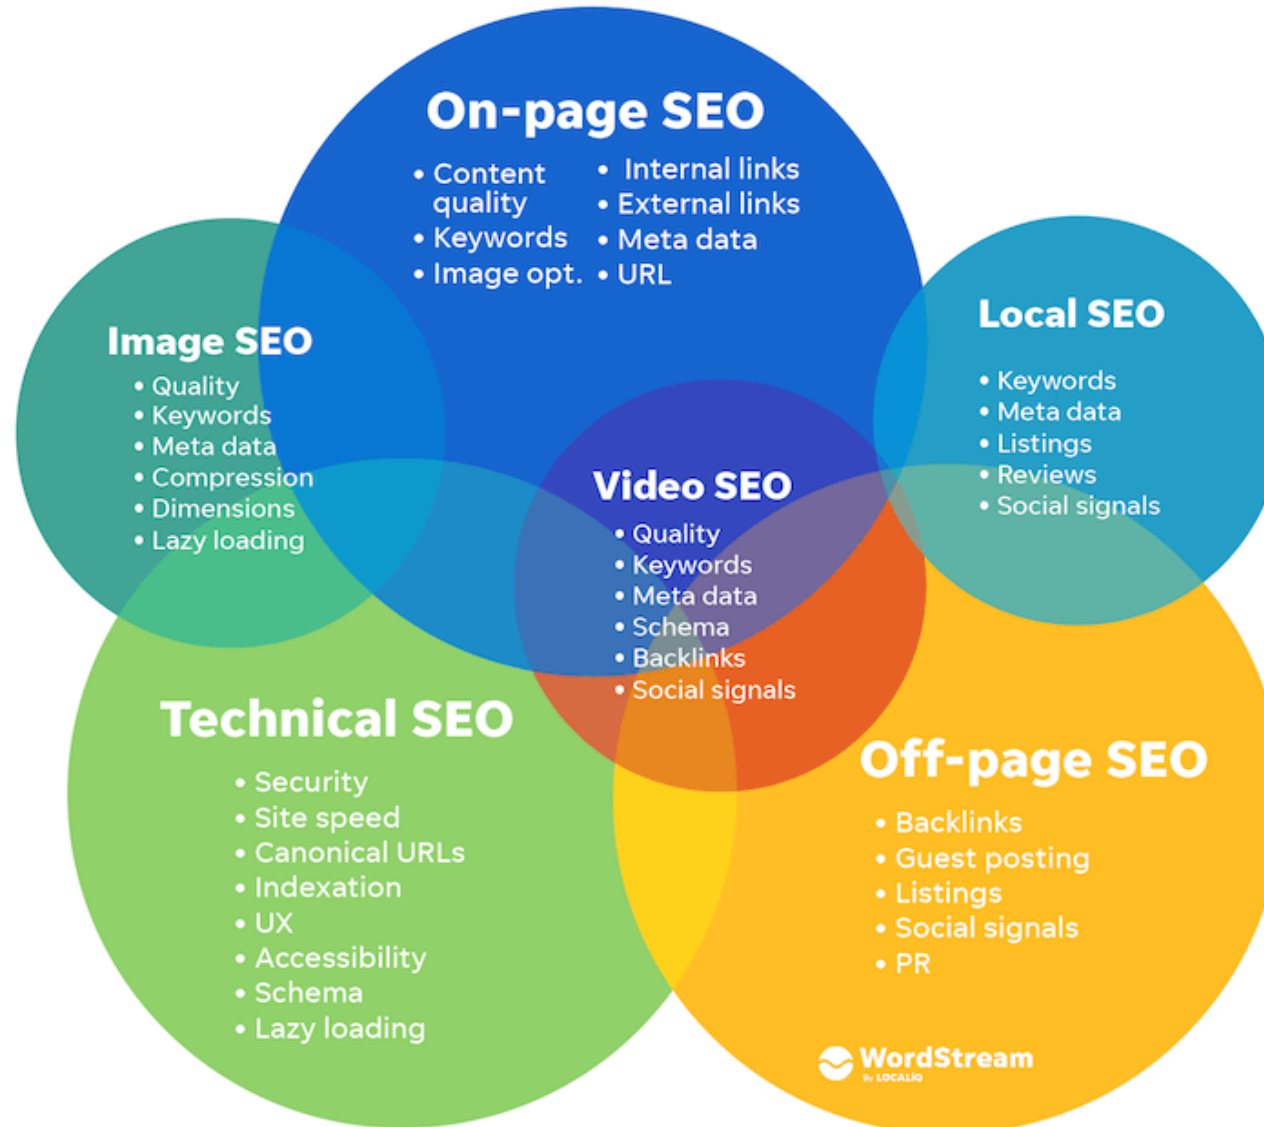 On-page SEO
• Content
quality
• Keywords
• Image opt.
• Internal links
• External links
• Meta data
• URL
Image SEO
• Quality
• Keywords
• Meta data
• Compression
• Dimensions
• Lazy loading
Local SEO
• Keywords
• Meta data
• Listings
• Reviews
• Social signals
Video SEO
• Quality
• Keywords
• Meta data
• Schema
• Backlinks
• Social signals
Technical SEO
• Security
• Site speed
• Canonical URLs
• Indexation
• UX
• Accessibility
• Schema
• Lazy loading
Off-page SEO
• Backlinks
• Guest posting
• Listings
• Social signals
• PR
WordStream
By LOCALiQ